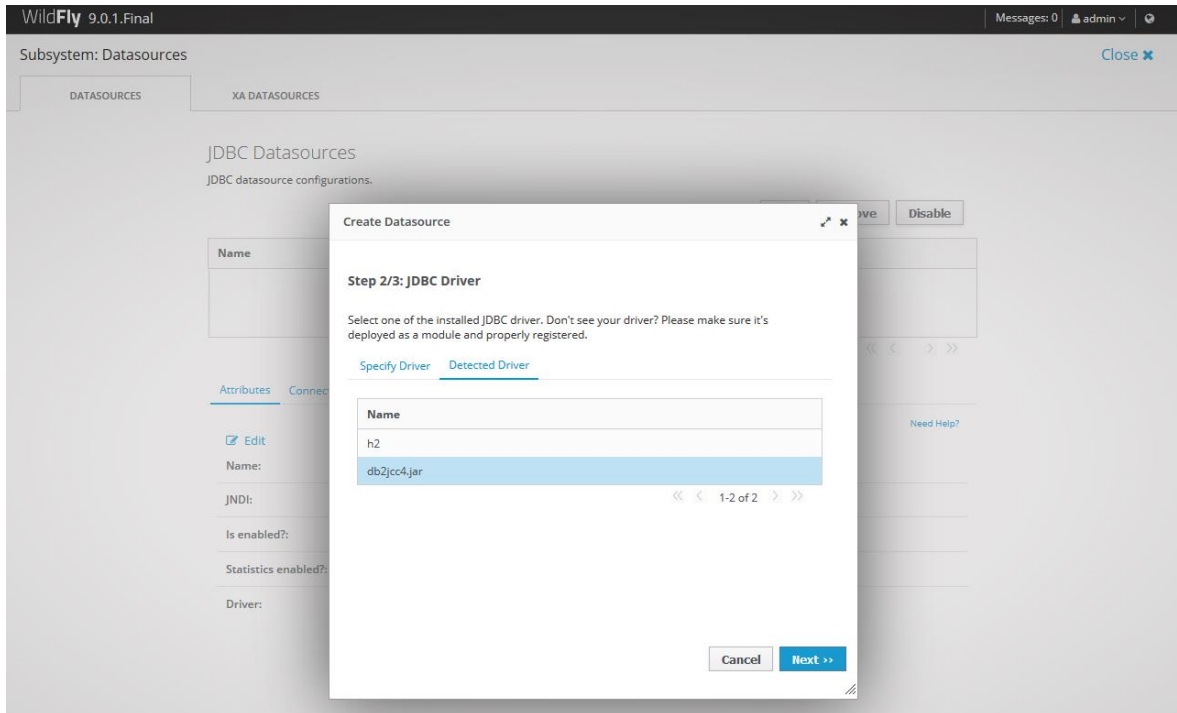 WildFly 9.0.1.Final
Messages: 0 admin
Subsystem: Datasources
Close
DATASOURCES XA DATASOURCES
JDBC Datasources
JDBC datasource configurations.
Disable
Name
Create Datasource
Step 2/3: JDBC Driver
Select one of the installed JDBC driver. Don't see your driver? Please make sure it's
deployed as a module and properly registered.
Specify Driver Detected Driver
Name
h2
db2jcc4.jar
1-2 of 2
Cancel Next >>
Attributes Connec
Need Help?
Edit
Name:
JNDI:
Is enabled?:
Statistics enabled?:
Driver: